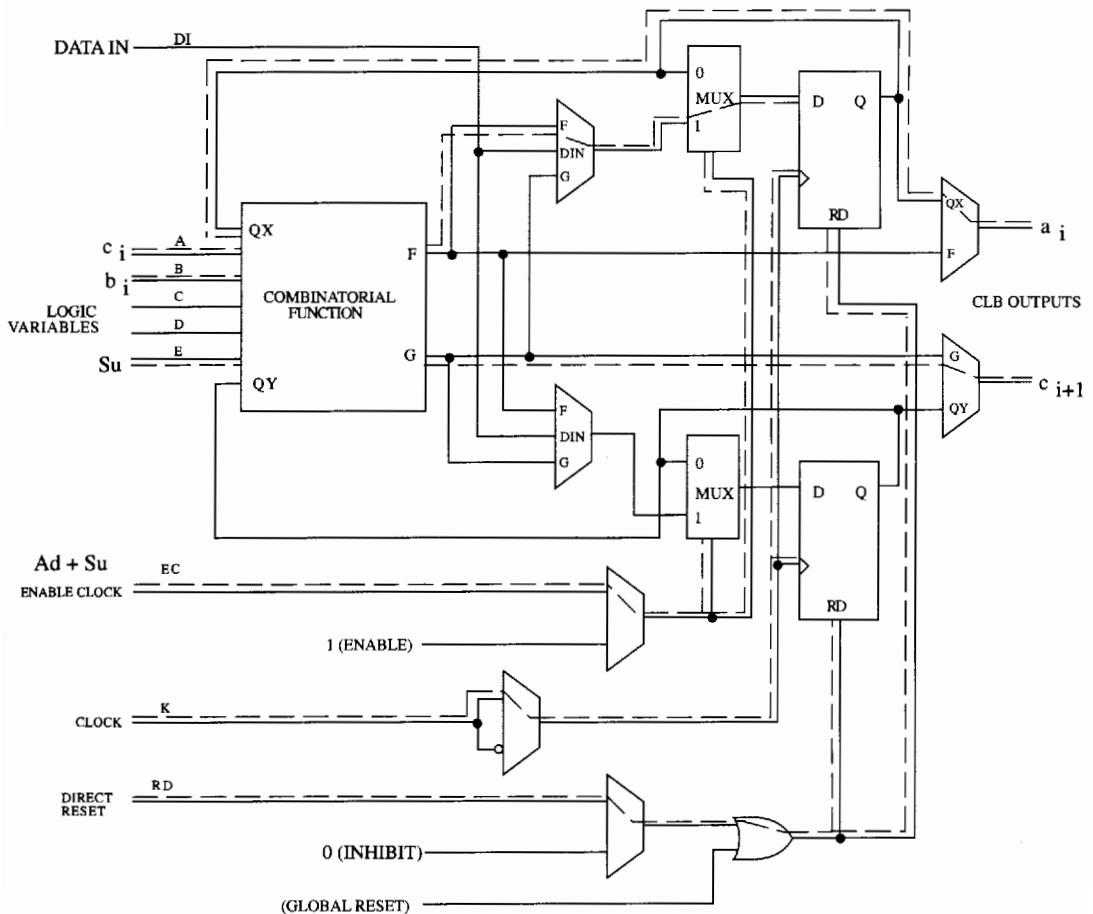 DATA IN
DI
0
MUX
1
D
Q
RD
F
DIN
G
QX
F
a i
CLB OUTPUTS
QX
c i
A
b i
B
LOGIC
VARIABLES
C
D
Su
E
COMBINATORIAL
FUNCTION
F
G
QY
G
QY
c i+1
F
DIN
G
0
MUX
1
D
Q
RD
Ad + Su
ENABLE CLOCK
EC
1 (ENABLE)
CLOCK
K
DIRECT
RESET
RD
0 (INHIBIT)
(GLOBAL RESET)